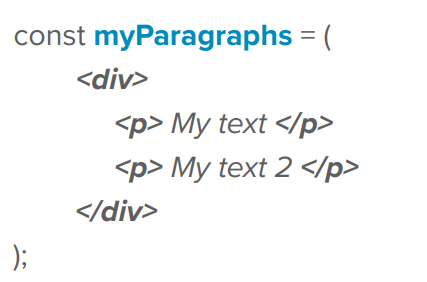 const myParagraphs = (
<div>
<p> My text </p>
<p> My text 2 </p>
</div>
);